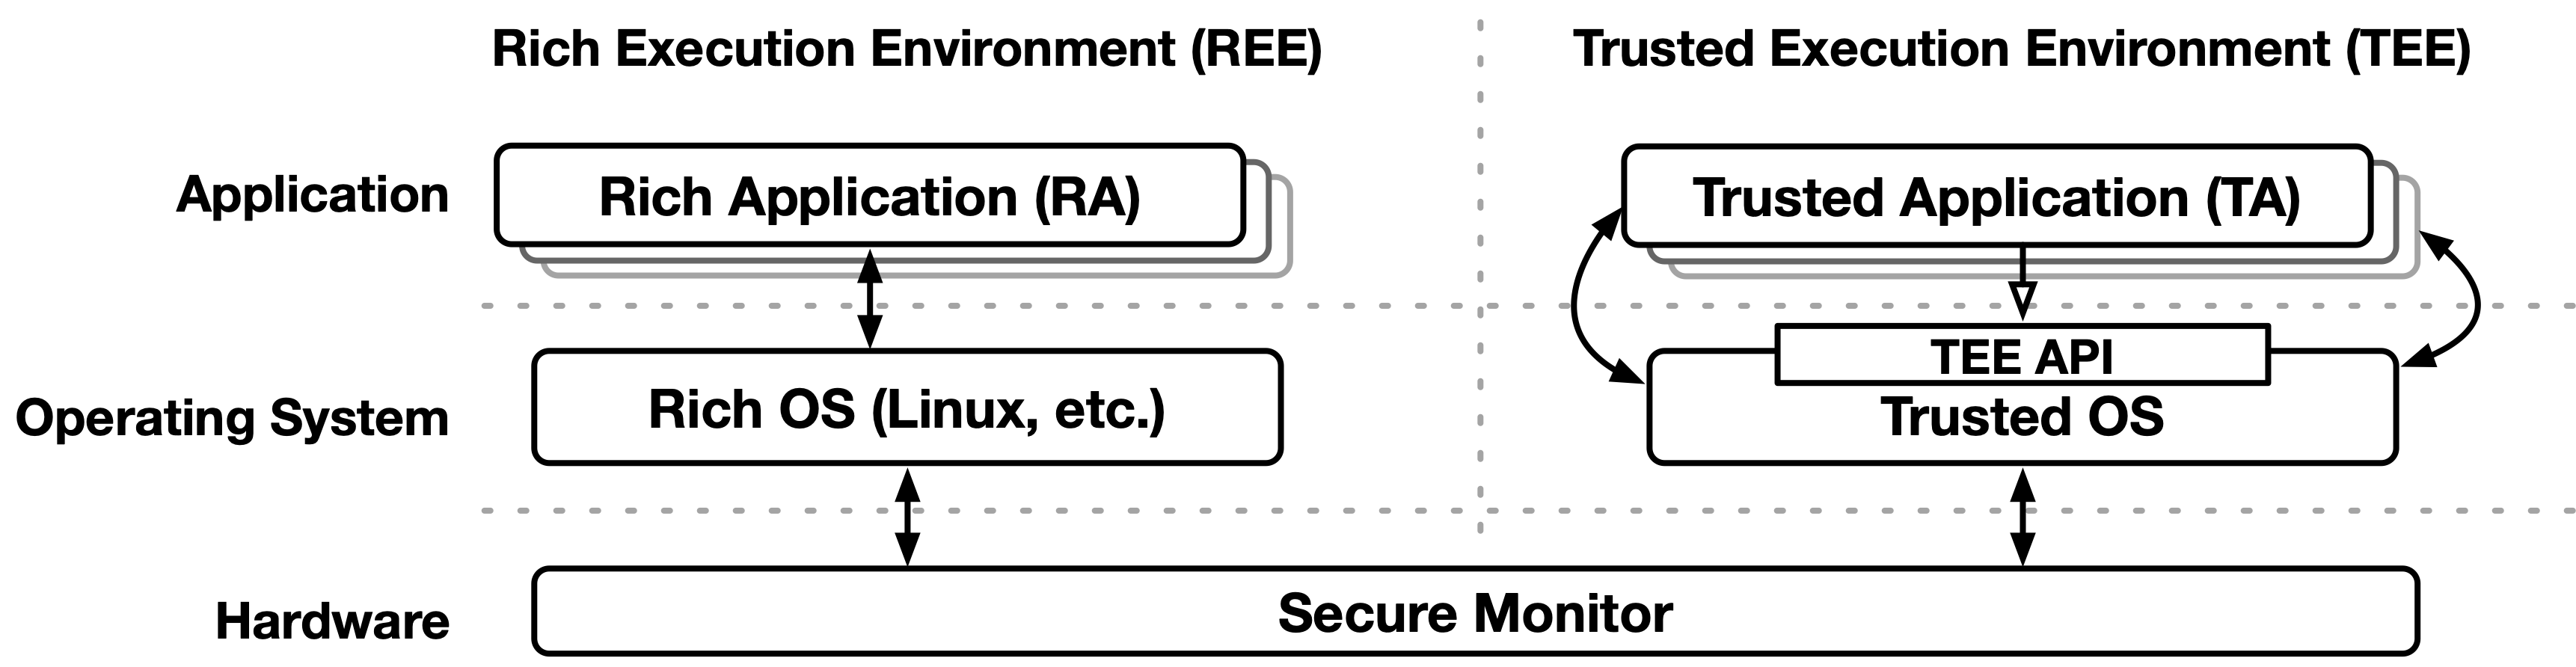 Rich Execution Environment (REE)
Trusted Execution Environment (TEE)
Application
Rich Application (RA)
Trusted Application (TA)
Operating System
Rich OS (Linux, etc.)
TEE API
Trusted OS
Hardware
Secure Monitor